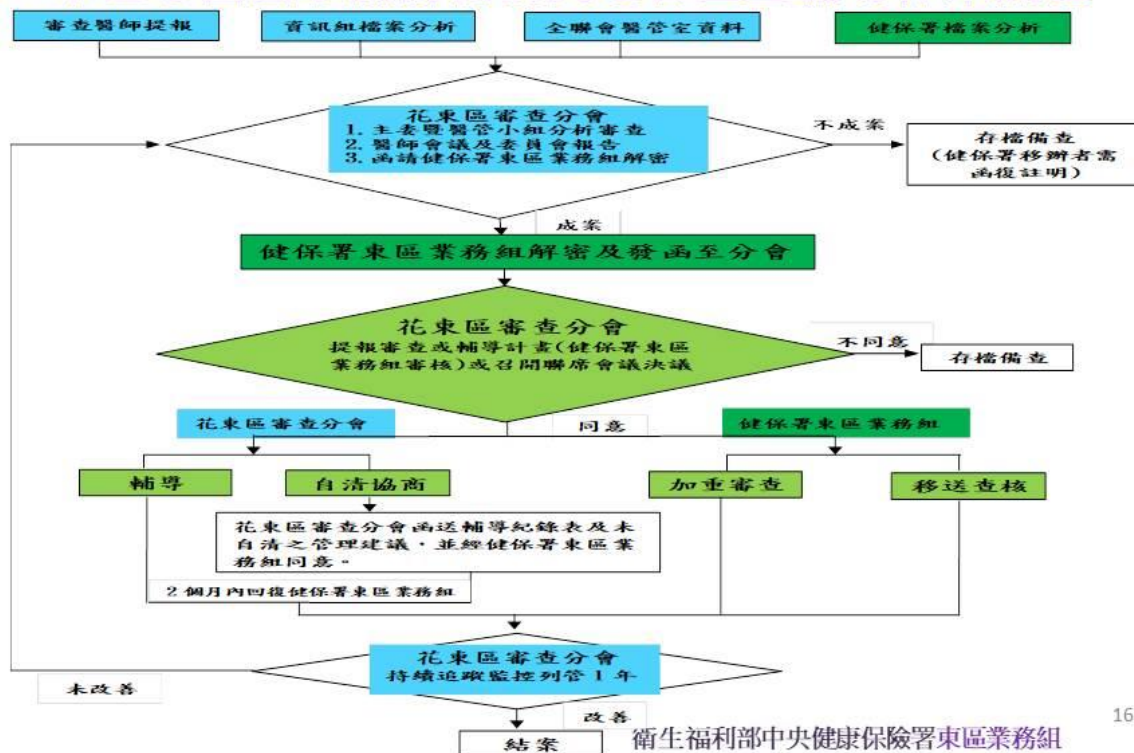 審查醫師提報
資訊組檔案分析
全聯會醫管室資料
健保署檔案分析
花東區審查分會
1. 主委暨醫管小組分析審查
2. 醫師會議及委員會報告
3. 函請健保署東區業務組解密
不成案
存檔備查
(健保署移辦者需
函復註明)
成案
健保署東區業務組解密及發函至分會
花東區審查分會
提報審查或輔導計畫(健保署東區
業務組審核)或召開聯席會議決議
不同意
存檔備查
花東區審查分會
同意
健保署東區業務組
輔導
自清協商
加重審查
移送查核
花東區審查分會函送輔導紀錄表及未
自清之管理建議，並經健保署東區業
務組同意。
2個月內回復健保署東區業務組
花東區審查分會
持續追蹤監控列管1年
未改善
改善
結案
衛生福利部中央健康保險署東區業務組
16